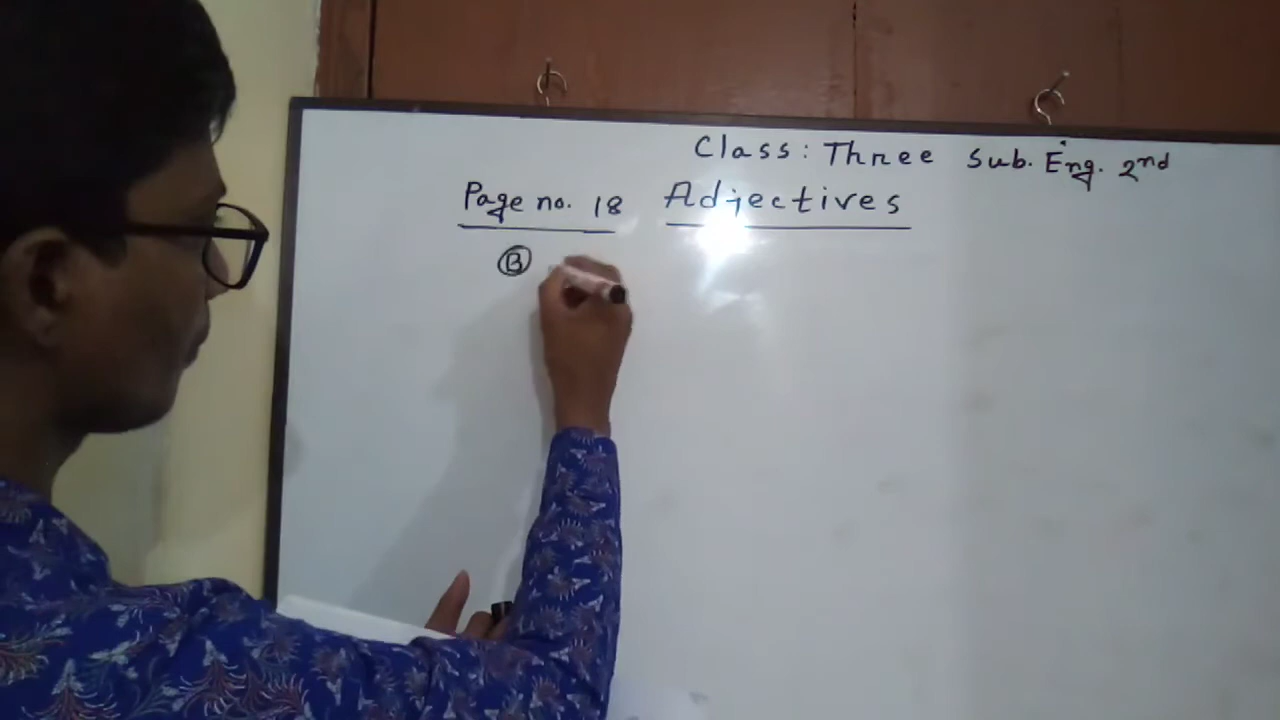 Class: Three Sub. Eng. 2nd
Page no. 18 Adjectives
B